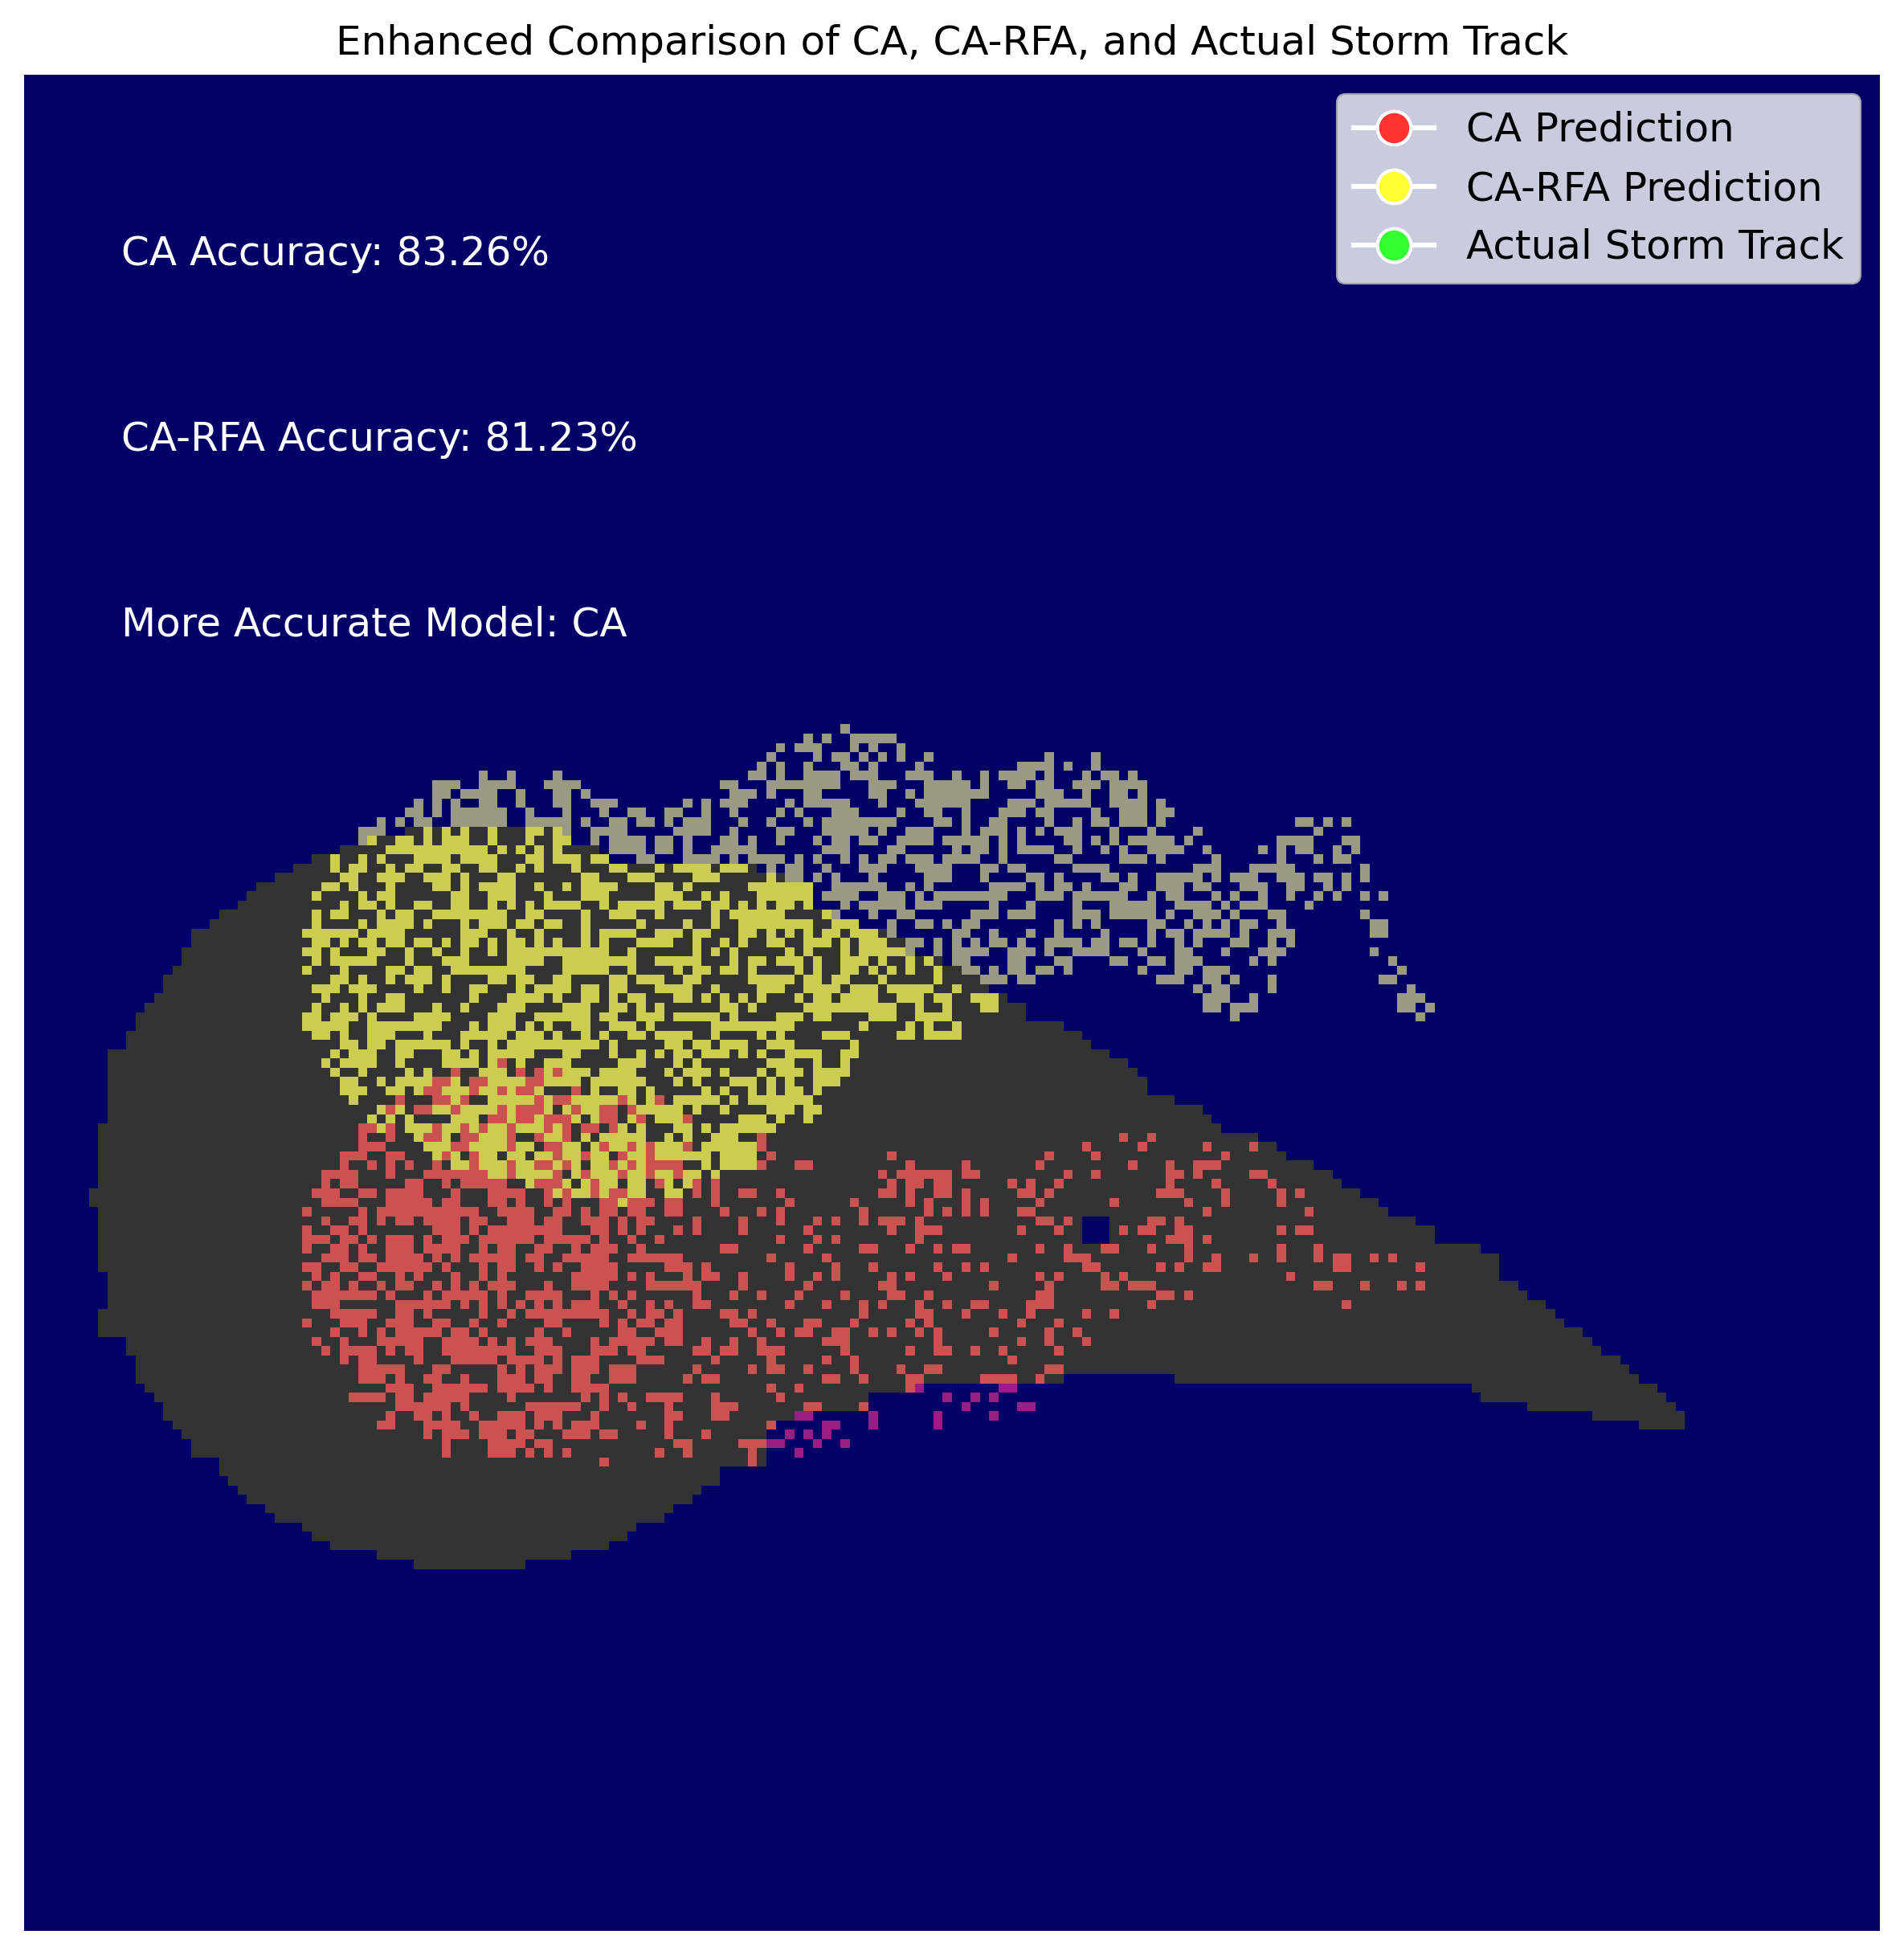 Enhanced Comparison of CA, CA-RFA, and Actual Storm Track
CA Prediction
CA-RFA Prediction
Actual Storm Track
CA Accuracy: 83.26%
CA-RFA Accuracy: 81.23%
More Accurate Model: CA